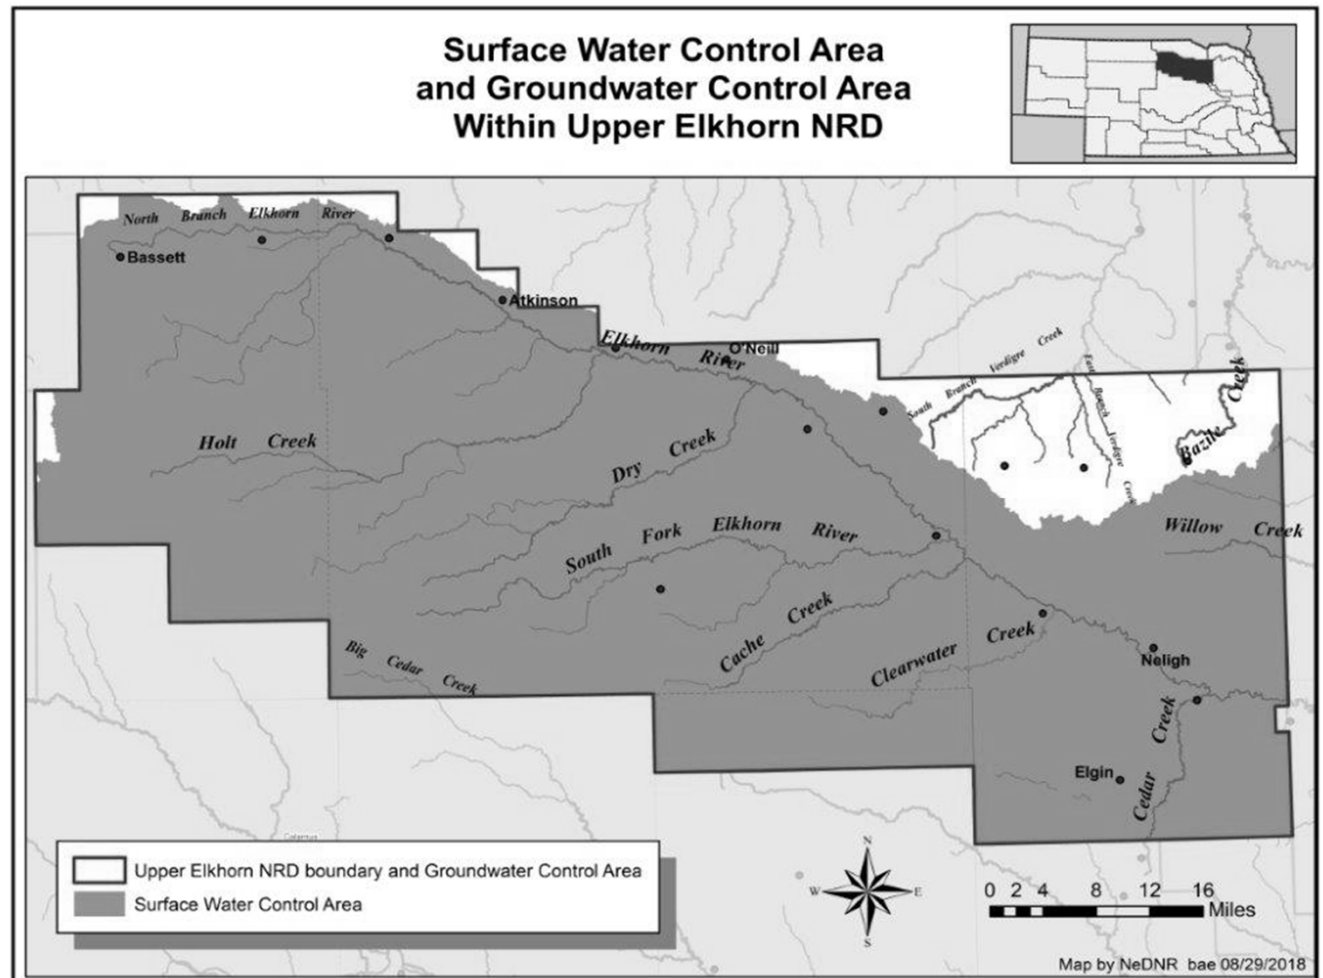 Surface Water Control Area
and Groundwater Control Area
Within Upper Elkhorn NRD
North Branch Elkhorn River
Bassett
Atkinson
Elkhorn River
O'Neill
South Branch Verdigre Creek
East Branch Verdigre Creek
Bazile Creek
Holt Creek
Dry Creek
South Fork Elkhorn River
Willow Creek
Cache Creek
Clearwater Creek
Big Cedar Creek
Neligh
Cedar Creek
Elgin
Upper Elkhorn NRD boundary and Groundwater Control Area
Surface Water Control Area
N
W E
S
0 2 4 8 12 16
Miles
Map by NeDNR bae 08/29/2018